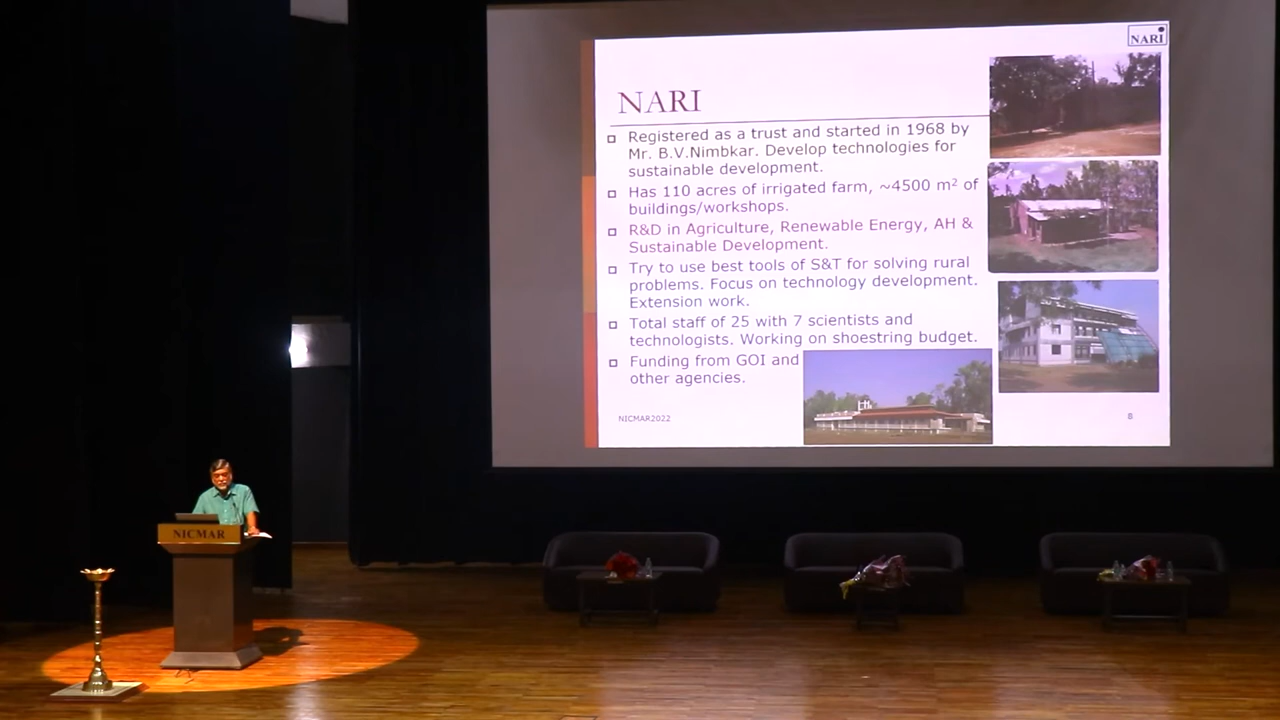 NARI
NARI
Registered as a trust and started in 1968 by
Mr. B.V.Nimbkar. Develop technologies for
sustainable development.
Has 110 acres of irrigated farm, ~4500 m² of
buildings/workshops.
R&D in Agriculture, Renewable Energy, AH &
Sustainable Development.
Try to use best tools of S&T for solving rural
problems. Focus on technology development.
Extension work.
Total staff of 25 with 7 scientists and
technologists. Working on shoestring budget.
Funding from GOI and
other agencies.
NICMAR2022
8
NICMAR